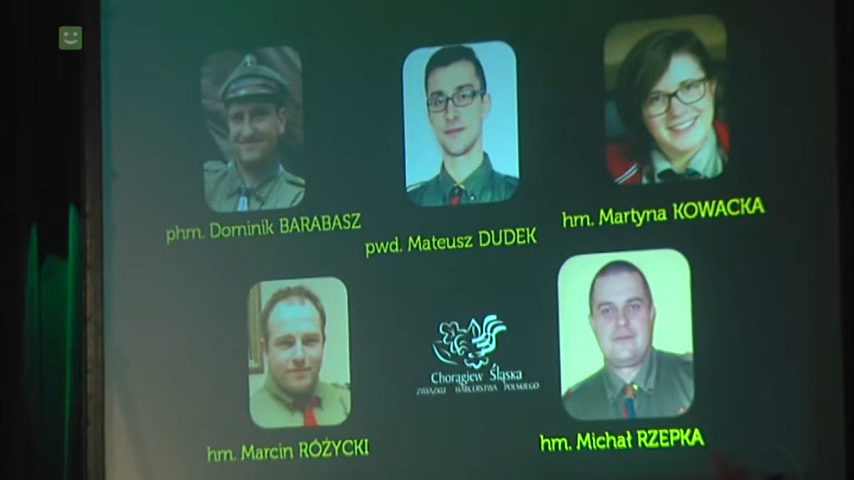 phm. Dominik BARABASZ
pwd. Mateusz DUDEK
hm. Martyna KOWACKA
Chorągiew Śląska
ZWIĄZKU HARCERSTWA POLSKIEGO
hm. Marcin RÓŻYCKI
hm. Michał RZEPKA